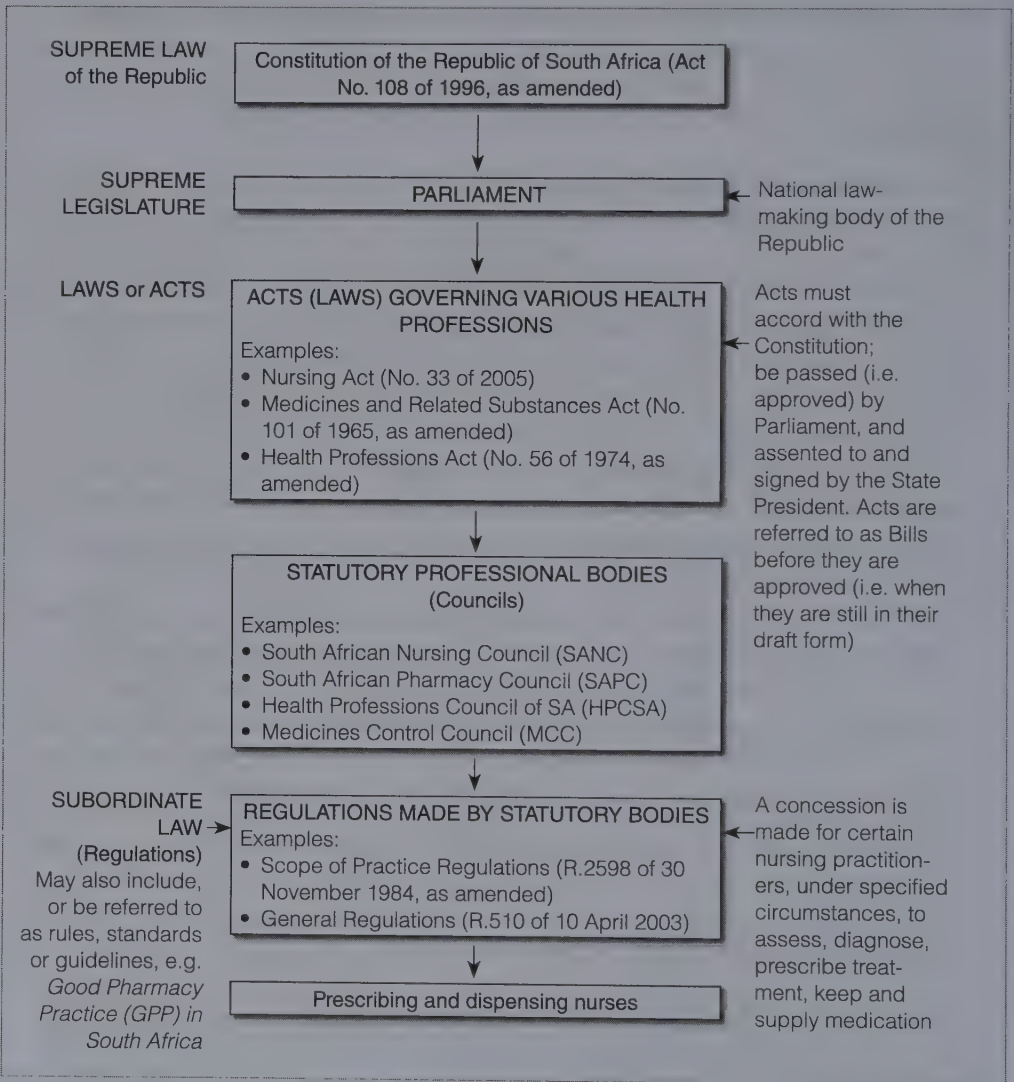 SUPREME LAW
of the Republic
Constitution of the Republic of South Africa (Act
No. 108 of 1996, as amended)
SUPREME
LEGISLATURE
PARLIAMENT
National law-
making body of the
Republic
LAWS or ACTS
ACTS (LAWS) GOVERNING VARIOUS HEALTH
PROFESSIONS
Examples:
• Nursing Act (No. 33 of 2005)
• Medicines and Related Substances Act (No.
101 of 1965, as amended)
• Health Professions Act (No. 56 of 1974, as
amended)
Acts must
accord with the
Constitution;
be passed (i.e.
approved) by
Parliament, and
assented to and
signed by the State
President. Acts are
referred to as Bills
before they are
approved (i.e. when
they are still in their
draft form)
STATUTORY PROFESSIONAL BODIES
(Councils)
Examples:
• South African Nursing Council (SANC)
• South African Pharmacy Council (SAPC)
• Health Professions Council of SA (HPCSA)
• Medicines Control Council (MCC)
SUBORDINATE
LAW
(Regulations)
May also include,
or be referred to
as rules, standards
or guidelines, e.g.
Good Pharmacy
Practice (GPP) in
South Africa
REGULATIONS MADE BY STATUTORY BODIES
Examples:
• Scope of Practice Regulations (R.2598 of 30
November 1984, as amended)
• General Regulations (R.510 of 10 April 2003)
A concession is
made for certain
nursing practition-
ers, under specified
circumstances, to
assess, diagnose,
prescribe treat-
ment, keep and
supply medication
Prescribing and dispensing nurses